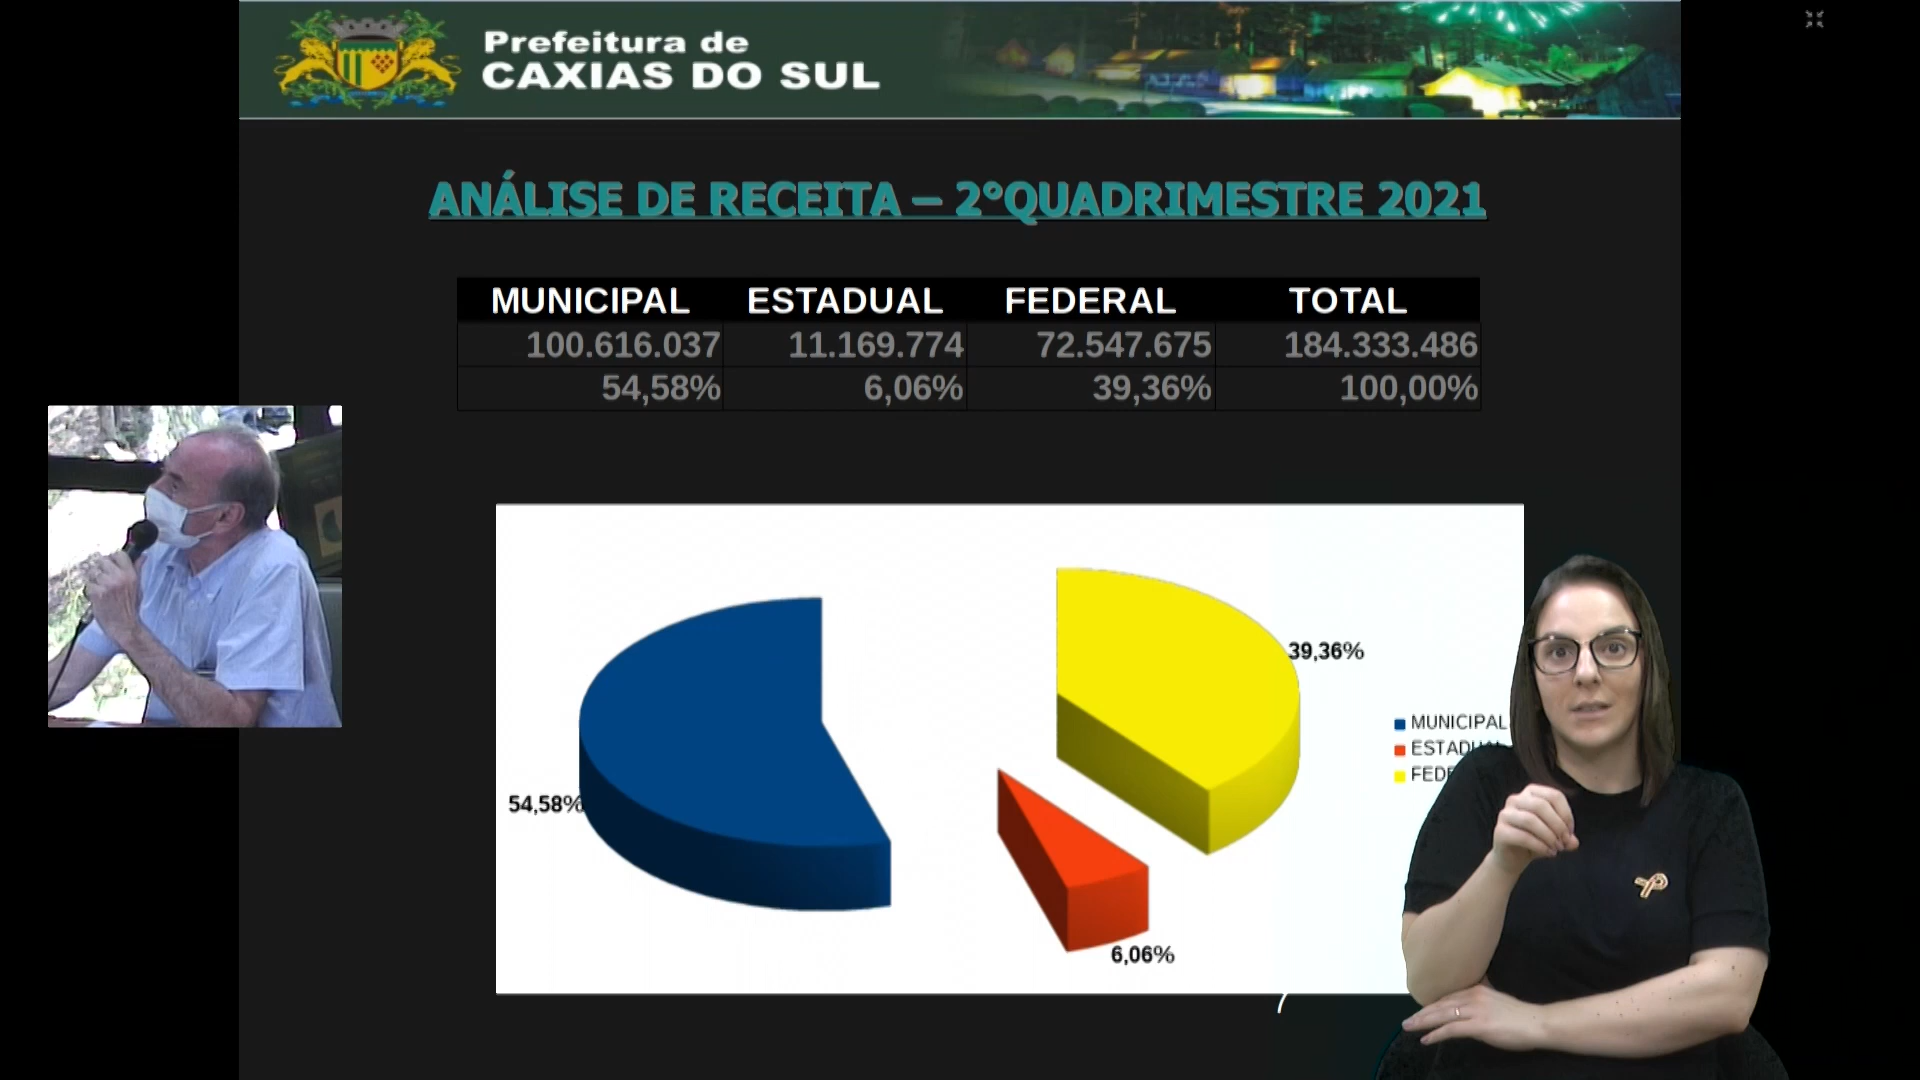 Prefeitura de
CAXIAS DO SUL
ANÁLISE DE RECEITA – 2°QUADRIMESTRE 2021
MUNICIPAL ESTADUAL FEDERAL TOTAL
100.616.037 11.169.774 72.547.675 184.333.486
54,58% 6,06% 39,36% 100,00%
39,36%
MUNICIPAL
54,58%
6,06%
7